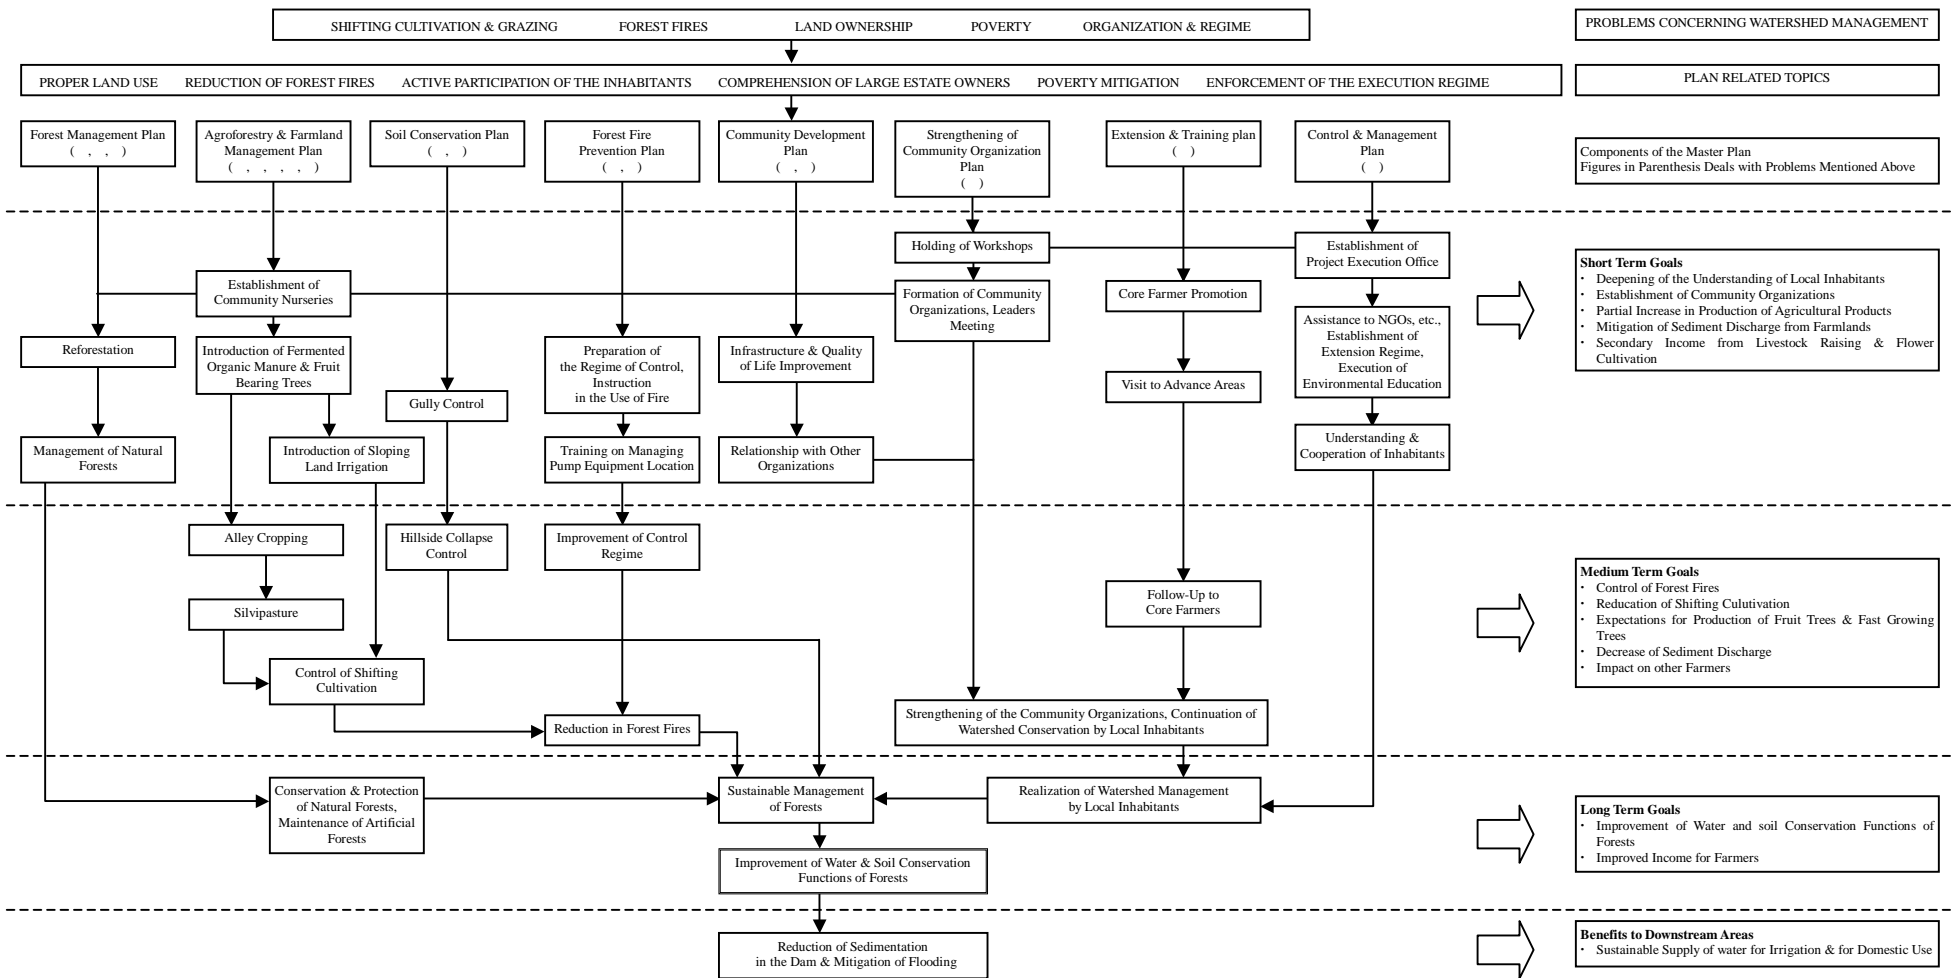 SHIFTING CULTIVATION & GRAZING FOREST FIRES LAND OWNERSHIP POVERTY ORGANIZATION & REGIME
PROBLEMS CONCERNING WATERSHED MANAGEMENT
PROPER LAND USE REDUCTION OF FOREST FIRES ACTIVE PARTICIPATION OF THE INHABITANTS COMPREHENSION OF LARGE ESTATE OWNERS POVERTY MITIGATION ENFORCEMENT OF THE EXECUTION REGIME
PLAN RELATED TOPICS
Forest Management Plan
( , , )
Agroforestry & Farmland
Management Plan
( , , , , )
Soil Conservation Plan
( , )
Forest Fire
Prevention Plan
( , )
Community Development
Plan
( , )
Strengthening of
Community Organization
Plan
( )
Extension & Training plan
( )
Control & Management
Plan
( )
Components of the Master Plan
Figures in Parenthesis Deals with Problems Mentioned Above
Holding of Workshops
Establishment of
Project Execution Office
Establishment of
Community Nurseries
Formation of Community
Organizations, Leaders
Meeting
Core Farmer Promotion
Short Term Goals
・ Deepening of the Understanding of Local Inhabitants
・ Establishment of Community Organizations
・ Partial Increase in Production of Agricultural Products
・ Mitigation of Sediment Discharge from Farmlands
・ Secondary Income from Livestock Raising & Flower
Cultivation
Reforestation
Introduction of Fermented
Organic Manure & Fruit
Bearing Trees
Preparation of
the Regime of Control,
Instruction
in the Use of Fire
Infrastructure & Quality
of Life Improvement
Visit to Advance Areas
Assistance to NGOs, etc.,
Establishment of
Extension Regime,
Execution of
Environmental Education
Gully Control
Management of Natural
Forests
Introduction of Sloping
Land Irrigation
Training on Managing
Pump Equipment Location
Relationship with Other
Organizations
Understanding &
Cooperation of Inhabitants
Alley Cropping
Hillside Collapse
Control
Improvement of Control
Regime
Silvipasture
Follow-Up to
Core Farmers
Medium Term Goals
・ Control of Forest Fires
・ Reducation of Shifting Culutivation
・ Expectations for Production of Fruit Trees & Fast Growing
Trees
・ Decrease of Sediment Discharge
・ Impact on other Farmers
Control of Shifting
Cultivation
Reduction in Forest Fires
Strengthening of the Community Organizations, Continuation of
Watershed Conservation by Local Inhabitants
Conservation & Protection
of Natural Forests,
Maintenance of Artificial
Forests
Sustainable Management
of Forests
Realization of Watershed Management
by Local Inhabitants
Long Term Goals
・ Improvement of Water and soil Conservation Functions of
Forests
・ Improved Income for Farmers
Improvement of Water & Soil Conservation
Functions of Forests
Reduction of Sedimentation
in the Dam & Mitigation of Flooding
Benefits to Downstream Areas
・ Sustainable Supply of water for Irrigation & for Domestic Use